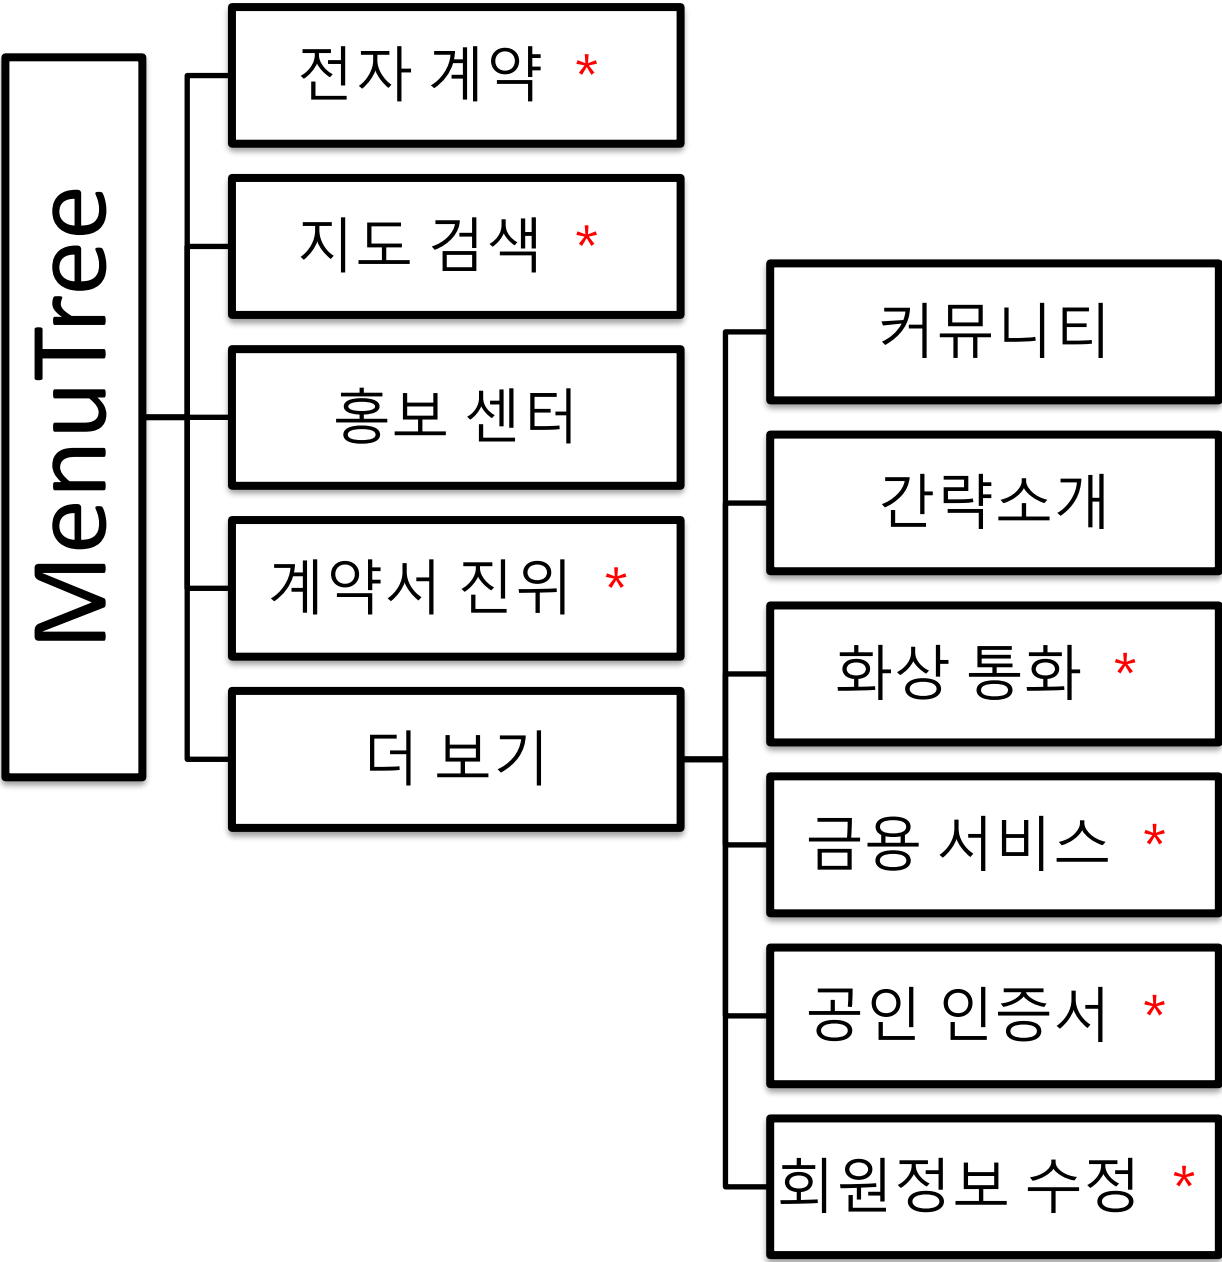 MenuTree
전자 계약 *
지도 검색 *
홍보 센터
계약서 진위 *
더 보기
커뮤니티
간략소개
화상 통화 *
금용 서비스 *
공인 인증서 *
회원정보 수정 *